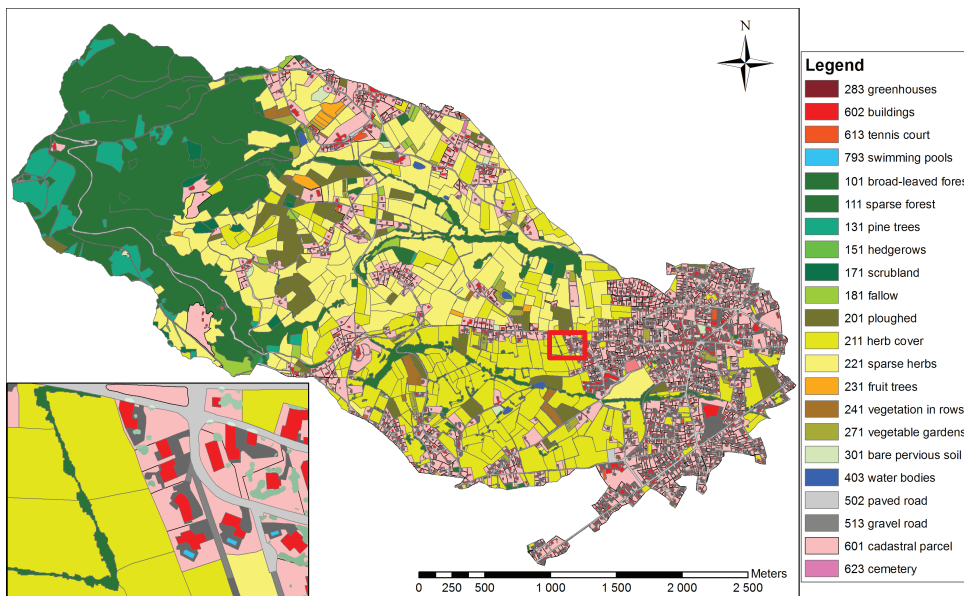 N
Legend
283 greenhouses
602 buildings
613 tennis court
793 swimming pools
101 broad-leaved fores
111 sparse forest
131 pine trees
151 hedgerows
171 scrubland
181 fallow
201 ploughed
211 herb cover
221 sparse herbs
231 fruit trees
241 vegetation in rows
271 vegetable gardens
301 bare pervious soil
403 water bodies
502 paved road
513 gravel road
601 cadastral parcel
623 cemetery
Meters
0 250 500 1 000 1 500 2 000 2 500